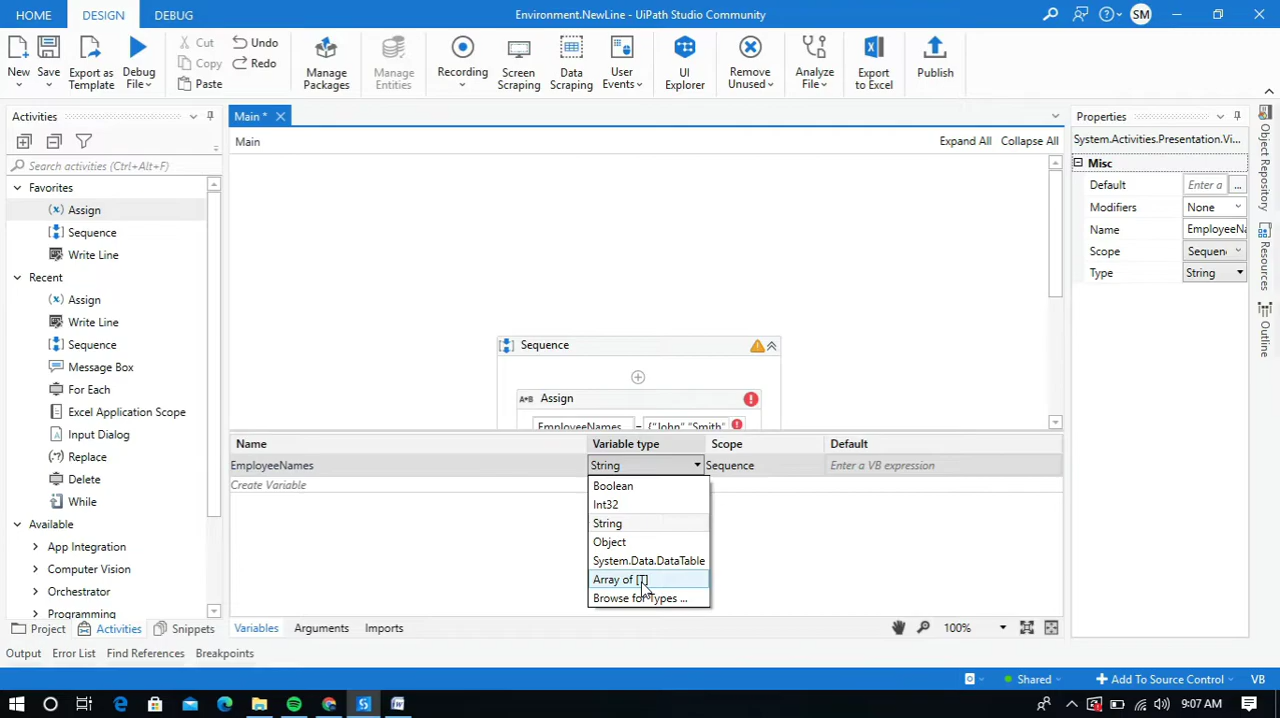 HOME
DESIGN
DEBUG
Environment.NewLine - UiPath Studio Community
SM
New
Save
Export as Template
Debug File
Cut
Copy
Paste
Undo
Redo
Manage Packages
Manage Entities
Recording
Screen Scraping
Data Scraping
User Events
UI Explorer
Remove Unused
Analyze File
Export to Excel
Publish
Activities
Main *
Properties
Main
Expand All
Collapse All
System.Activities.Presentation.Vi...
Search activities (Ctrl+Alt+F)
Misc
Favorites
Assign
Sequence
Write Line
Recent
Assign
Write Line
Sequence
Message Box
For Each
Excel Application Scope
Input Dialog
Replace
Delete
While
Available
App Integration
Computer Vision
Orchestrator
Programming
Default
Enter a
...
Modifiers
None
Name
EmployeeNa
Scope
Sequen
Type
String
Object Repository
Resources
Outline
Sequence
Assign
A*B
EmployeeNames
=
{"John","Smith"
Name
Variable type
Scope
Default
EmployeeNames
String
Sequence
Enter a VB expression
Create Variable
Boolean
Int32
String
Object
System.Data.DataTable
Array of [T]
Browse for Types ...
Project
Activities
Snippets
Variables
Arguments
Imports
100%
Output
Error List
Find References
Breakpoints
Shared
Add To Source Control
VB
9:07 AM